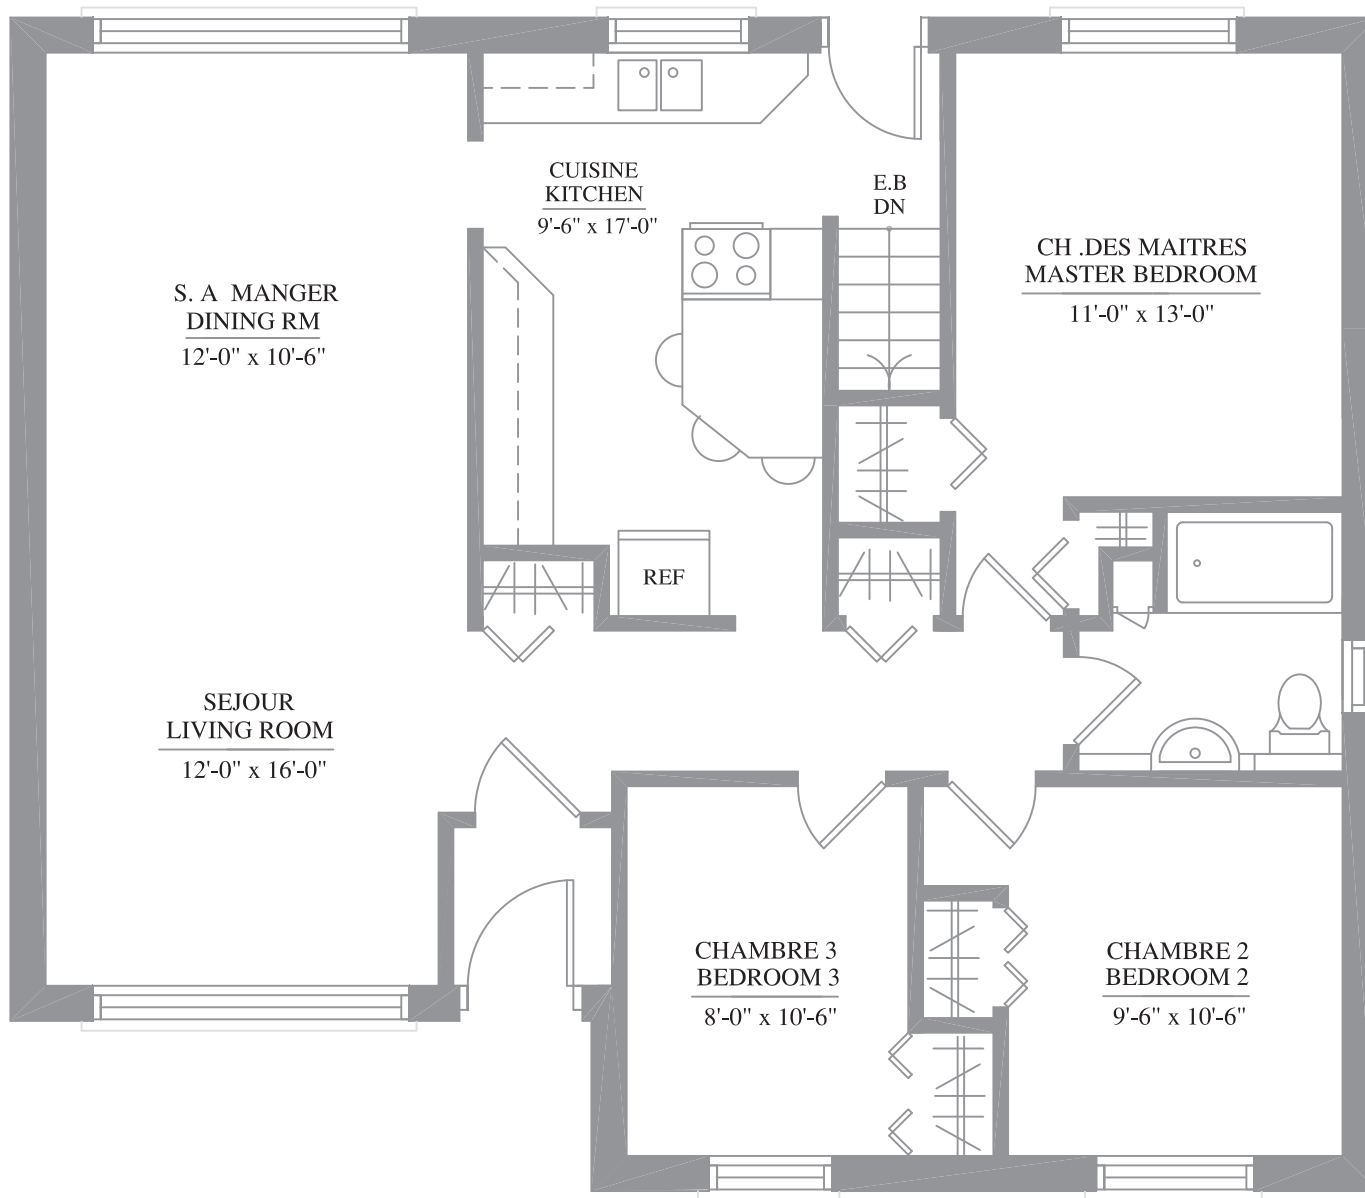 CUISINE
KITCHEN
9'-6" x 17'-0"
E.B
DN
CH .DES MAITRES
MASTER BEDROOM
11'-0" x 13'-0"
S. A MANGER
DINING RM
12'-0" x 10'-6"
REF
SEJOUR
LIVING ROOM
12'-0" x 16'-0"
CHAMBRE 3
BEDROOM 3
8'-0" x 10'-6"
CHAMBRE 2
BEDROOM 2
9'-6" x 10'-6"